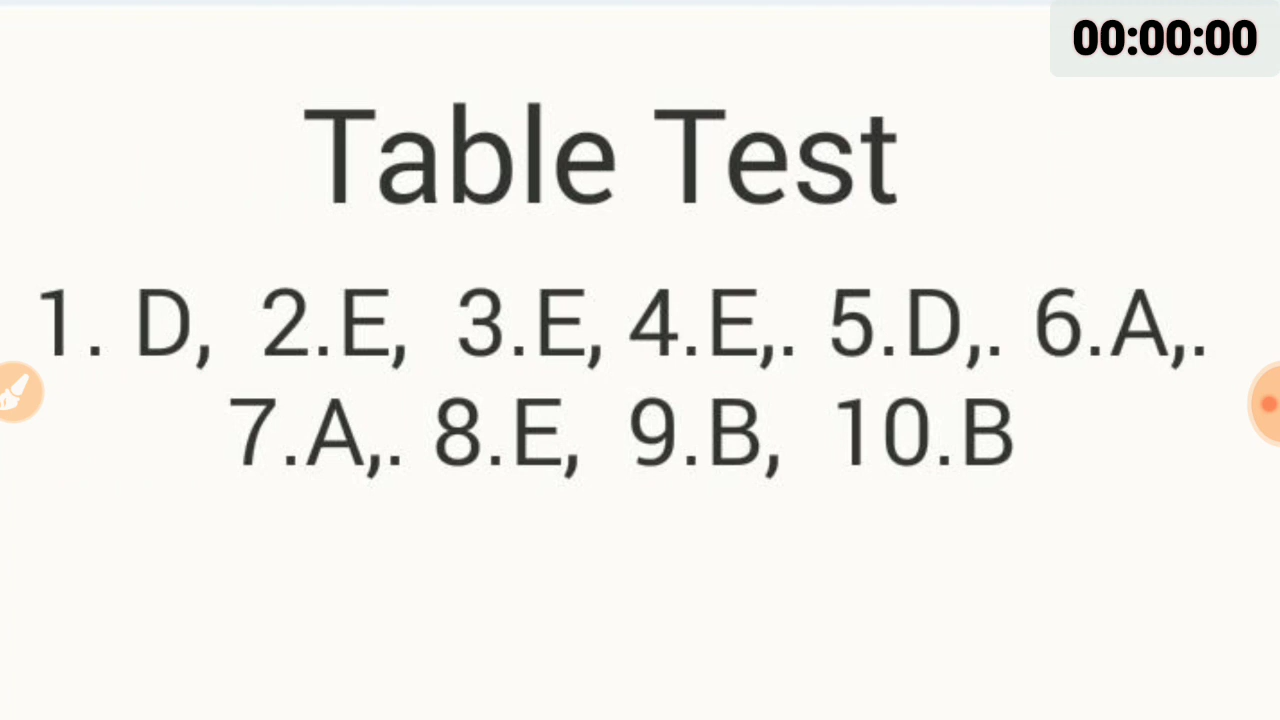 00:00:00
Table Test
1. D, 2.E, 3.E, 4.E,. 5.D,. 6.A,.
7.A,. 8.E, 9.B, 10.B